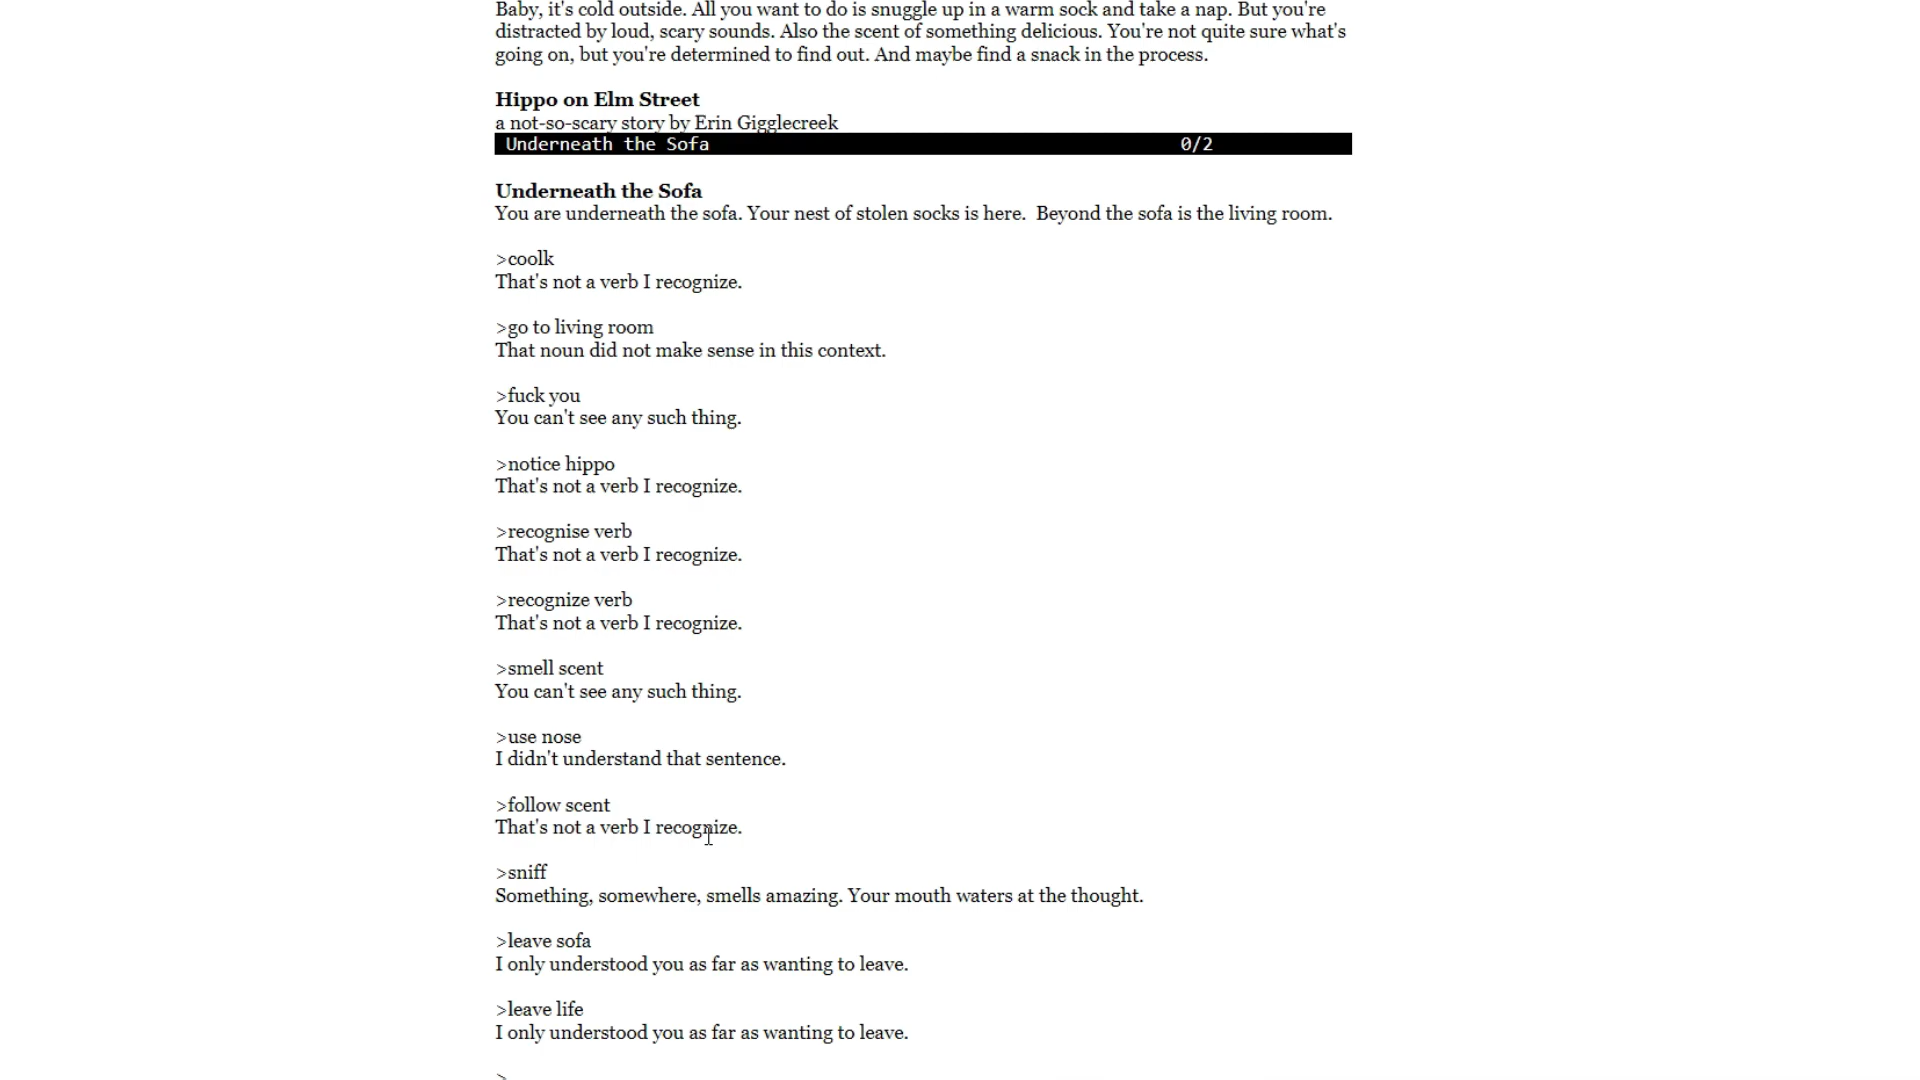 Baby, it's cold outside. All you want to do is snuggle up in a warm sock and take a nap. But you're
distracted by loud, scary sounds. Also the scent of something delicious. You're not quite sure what's
going on, but you're determined to find out. And maybe find a snack in the process.
Hippo on Elm Street
a not-so-scary story by Erin Gigglecreek
Underneath the Sofa 0/2
Underneath the Sofa
You are underneath the sofa. Your nest of stolen socks is here.  Beyond the sofa is the living room.
>coolk
That's not a verb I recognize.
>go to living room
That noun did not make sense in this context.
>fuck you
You can't see any such thing.
>notice hippo
That's not a verb I recognize.
>recognise verb
That's not a verb I recognize.
>recognize verb
That's not a verb I recognize.
>smell scent
You can't see any such thing.
>use nose
I didn't understand that sentence.
>follow scent
That's not a verb I recognize.
>sniff
Something, somewhere, smells amazing. Your mouth waters at the thought.
>leave sofa
I only understood you as far as wanting to leave.
>leave life
I only understood you as far as wanting to leave.
>